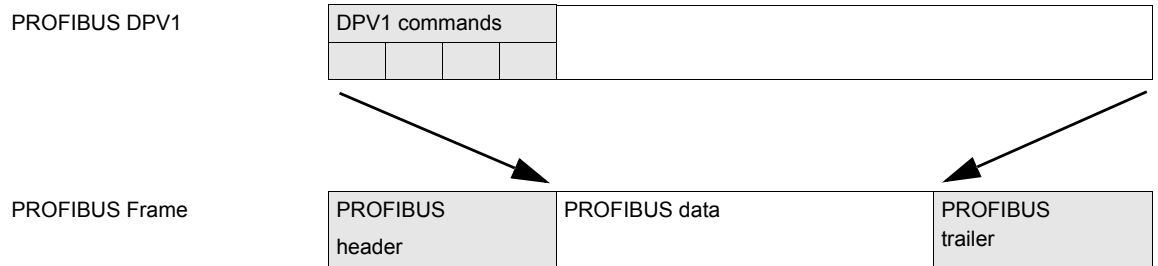 PROFIBUS DPV1
DPV1 commands
PROFIBUS Frame
PROFIBUS
header
PROFIBUS data
PROFIBUS
trailer